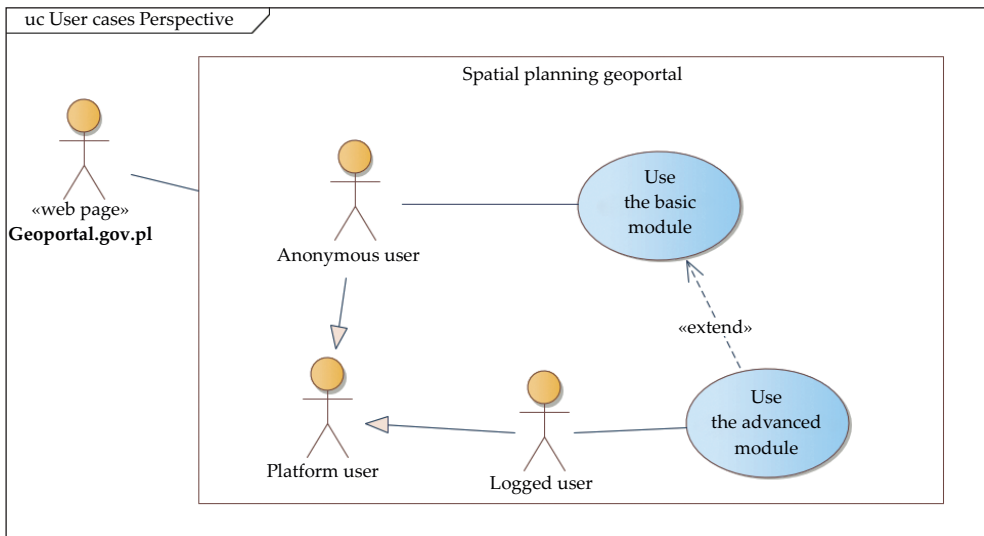 uc User cases Perspective
Spatial planning geoportal
«web page»
Geoportal.gov.pl
Anonymous user
Use
the basic
module
«extend»
Platform user
Logged user
Use
the advanced
module